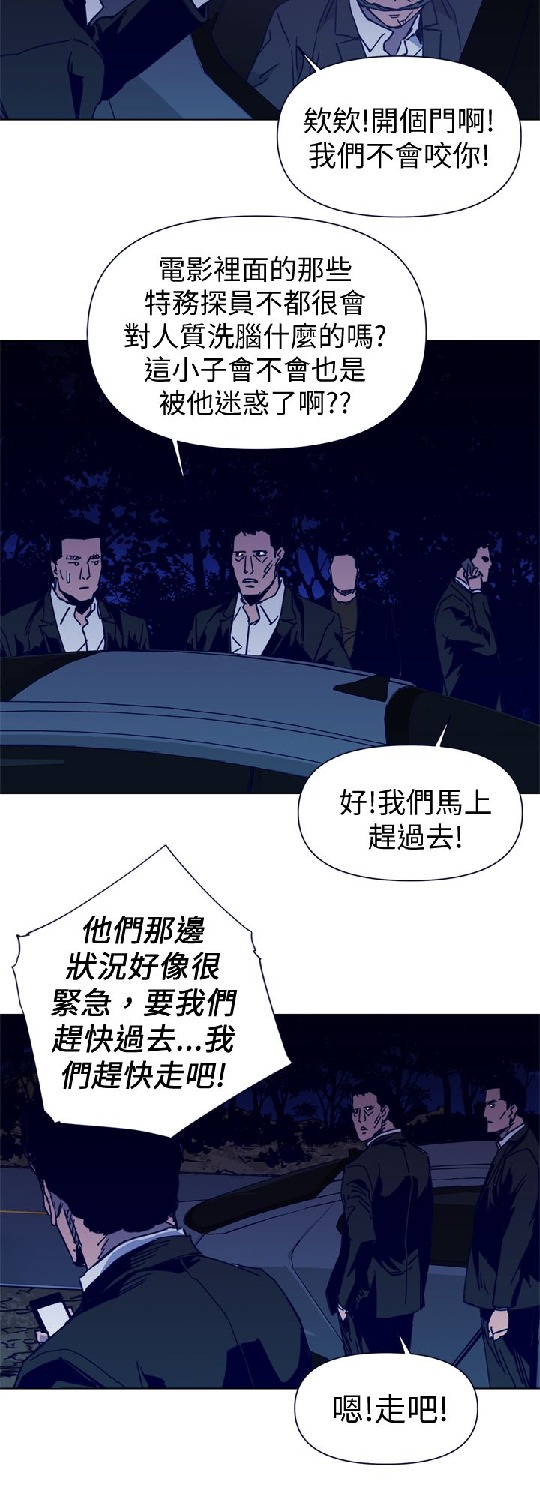 欸欸!開個門啊!
我們不會咬你!
電影裡面的那些
特務探員不都很會
對人質洗腦什麼的嗎?
這小子會不會也是
被他迷惑了啊??
好!我們馬上
趕過去!
他們那邊
狀況好像很
緊急，要我們
趕快過去...我
們趕快走吧!
嗯!走吧!